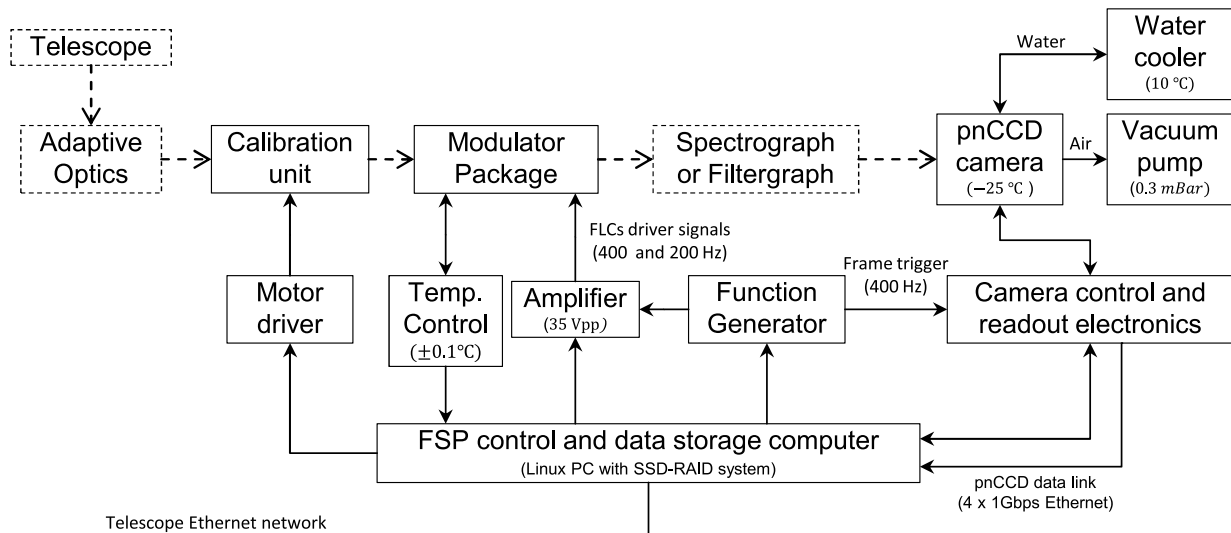 Telescope
Adaptive
Optics
Calibration
unit
Modulator
Package
Spectrograph
or Filtergraph
pnCCD
camera
(−25 °C )
Water
Water
cooler
(10 °C)
Air
Vacuum
pump
(0.3 mBar)
FLCs driver signals
(400 and 200 Hz)
Frame trigger
(400 Hz)
Motor
driver
Temp.
Control
(±0.1°C)
Amplifier
(35 Vpp)
Function
Generator
Camera control and
readout electronics
FSP control and data storage computer
(Linux PC with SSD-RAID system)
pnCCD data link
(4 x 1Gbps Ethernet)
Telescope Ethernet network